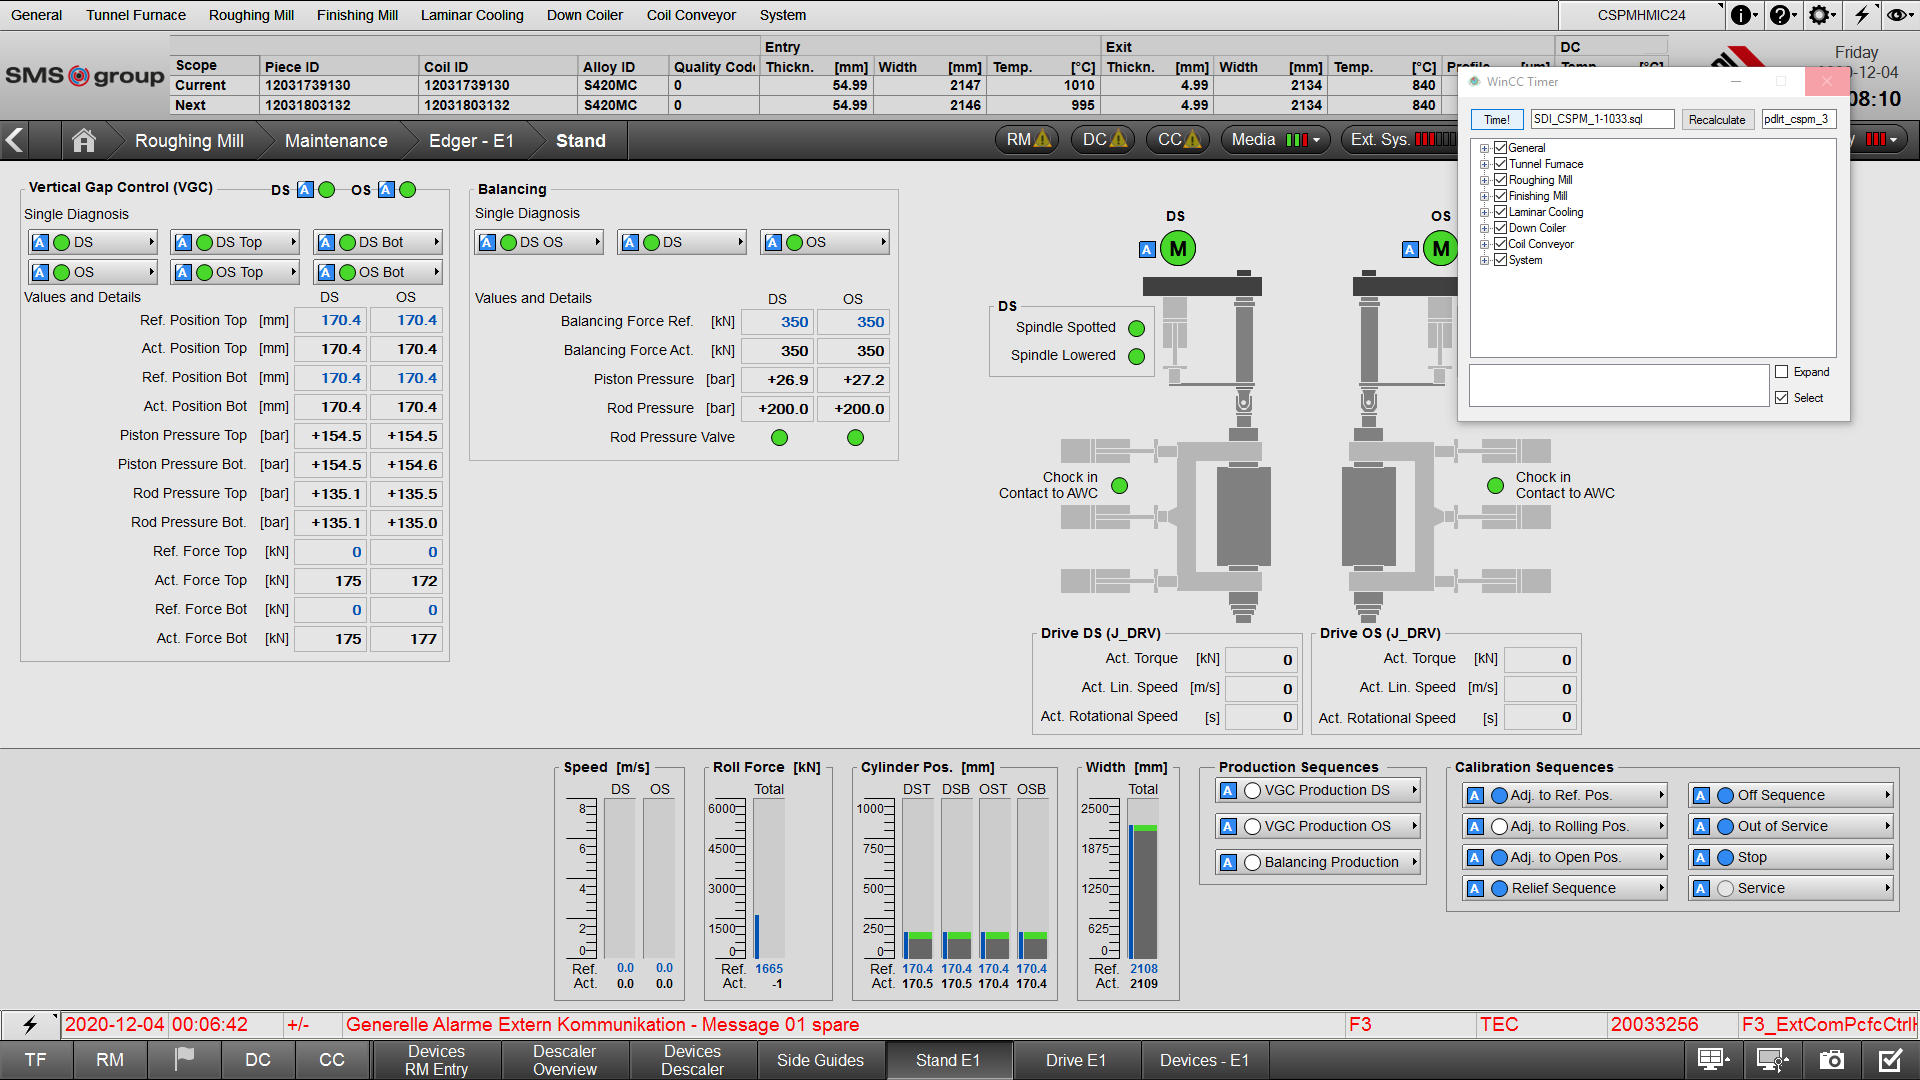 General Tunnel Furnace Roughing Mill Finishing Mill Laminar Cooling Down Coiler Coil Conveyor System CSPMHMIC24
SMS group
Entry Exit DC
Scope Piece ID Coil ID Alloy ID Quality Code Thickn. [mm] Width [mm] Temp. [°C] Thickn. [mm] Width [mm] Temp. [°C]
Current 12031739130 12031739130 S420MC 0 54.99 2147 1010 4.99 2134 840
Next 12031803132 12031803132 S420MC 0 54.99 2146 995 4.99 2134 840
Friday
-12-04
08:10
Roughing Mill Maintenance Edger - E1 Stand RM DC CC Media Ext. Sys.
WinCC Timer
Time! SDI_CSPM_1-1033.sql Recalculate pdlrt_cspm_3
General
Tunnel Furnace
Roughing Mill
Finishing Mill
Laminar Cooling
Down Coiler
Coil Conveyor
System
Expand
Select
Vertical Gap Control (VGC) DS A OS A
Single Diagnosis
A DS A DS Top A DS Bot
A OS A OS Top A OS Bot
Values and Details DS OS
Ref. Position Top [mm] 170.4 170.4
Act. Position Top [mm] 170.4 170.4
Ref. Position Bot [mm] 170.4 170.4
Act. Position Bot [mm] 170.4 170.4
Piston Pressure Top [bar] +154.5 +154.5
Piston Pressure Bot. [bar] +154.5 +154.6
Rod Pressure Top [bar] +135.1 +135.5
Rod Pressure Bot. [bar] +135.1 +135.0
Ref. Force Top [kN] 0 0
Act. Force Top [kN] 175 172
Ref. Force Bot [kN] 0 0
Act. Force Bot [kN] 175 177
Balancing
Single Diagnosis
A DS OS A DS A OS
Values and Details DS OS
Balancing Force Ref. [kN] 350 350
Balancing Force Act. [kN] 350 350
Piston Pressure [bar] +26.9 +27.2
Rod Pressure [bar] +200.0 +200.0
Rod Pressure Valve
DS OS
A M A M
DS
Spindle Spotted
Spindle Lowered
Chock in
Contact to AWC
Chock in
Contact to AWC
Drive DS (J_DRV)
Act. Torque [kN] 0
Act. Lin. Speed [m/s] 0
Act. Rotational Speed [s] 0
Drive OS (J_DRV)
Act. Torque [kN] 0
Act. Lin. Speed [m/s] 0
Act. Rotational Speed [s] 0
Speed [m/s]
DS OS
8
6
4
2
0
Ref. 0.0 0.0
Act. 0.0 0.0
Roll Force [kN]
Total
6000
4500
3000
1500
0
Ref. 1665
Act. -1
Cylinder Pos. [mm]
DST DSB OST OSB
1000
750
500
250
0
Ref. 170.4 170.4 170.4 170.4
Act. 170.5 170.5 170.4 170.4
Width [mm]
Total
2500
1875
1250
625
0
Ref. 2108
Act. 2109
Production Sequences
A VGC Production DS
A VGC Production OS
A Balancing Production
Calibration Sequences
A Adj. to Ref. Pos. A Off Sequence
A Adj. to Rolling Pos. A Out of Service
A Adj. to Open Pos. A Stop
A Relief Sequence A Service
2020-12-04 00:06:42 +/- Generelle Alarme Extern Kommunikation - Message 01 spare F3 TEC 20033256 F3_ExtComPcfcCtrl
TF RM DC CC Devices RM Entry Descaler Overview Devices Descaler Side Guides Stand E1 Drive E1 Devices - E1